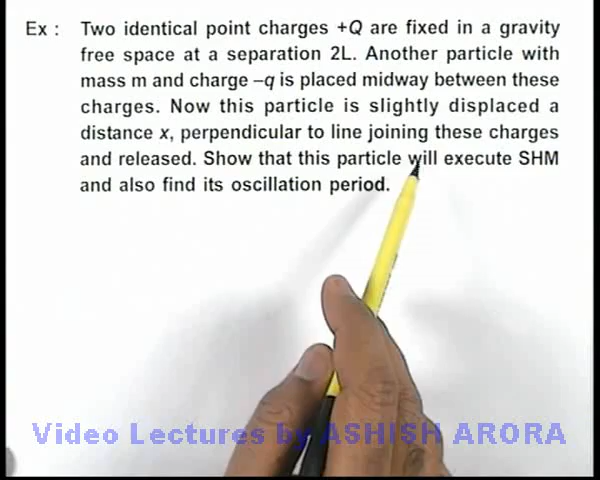 Ex : Two identical point charges +Q are fixed in a gravity
free space at a separation 2L. Another particle with
mass m and charge –q is placed midway between these
charges. Now this particle is slightly displaced a
distance x, perpendicular to line joining these charges
and released. Show that this particle will execute SHM
and also find its oscillation period.
Video Lectures by ASHISH ARORA